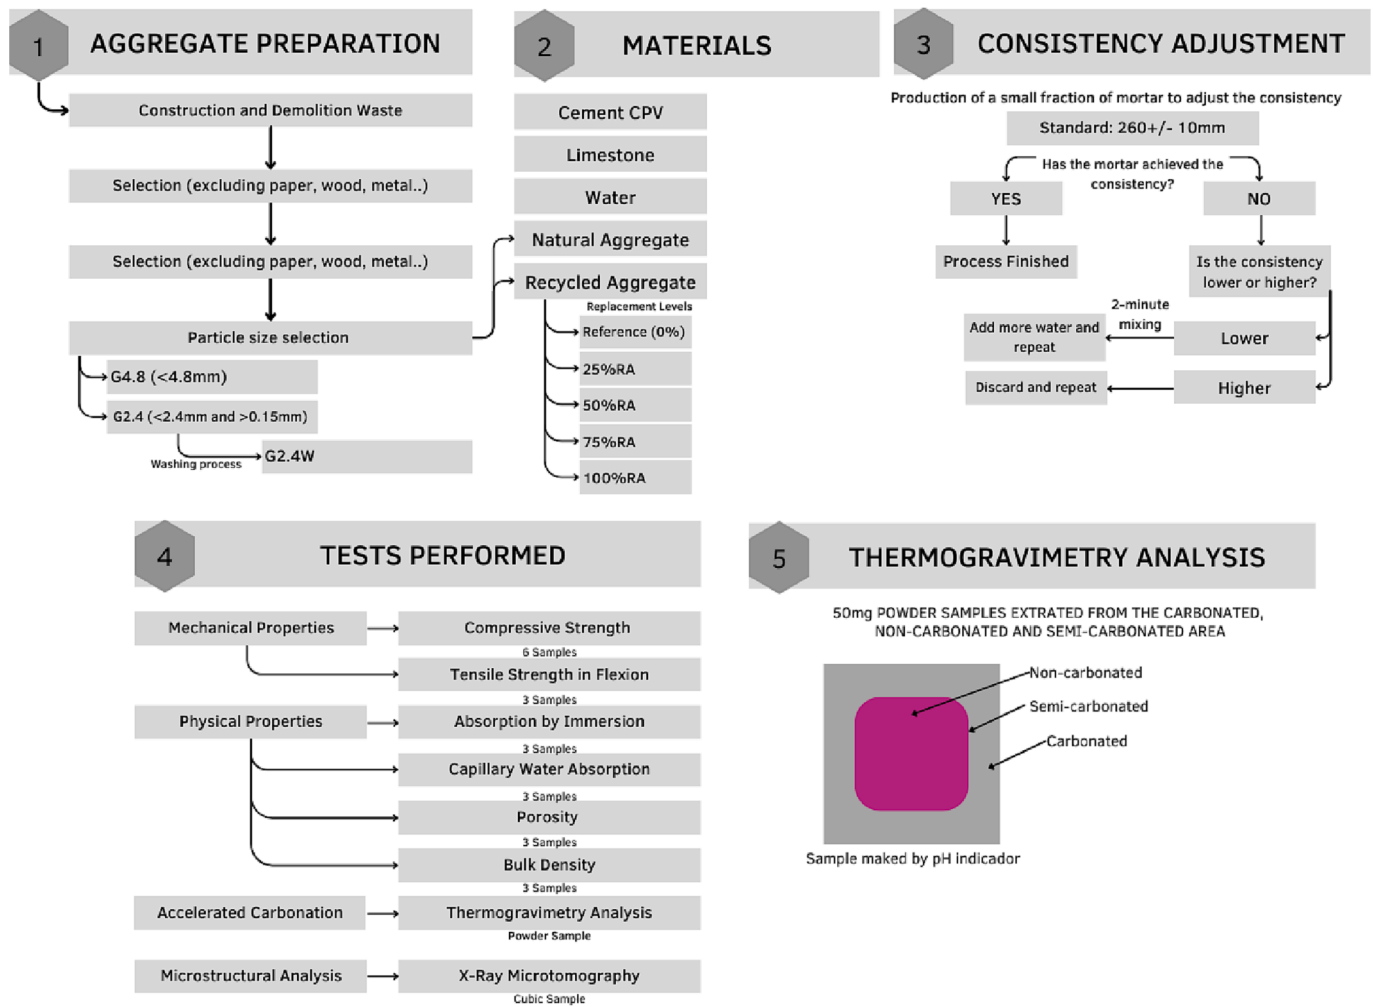 1
AGGREGATE PREPARATION
Construction and Demolition Waste
Selection (excluding paper, wood, metal..)
Selection (excluding paper, wood, metal..)
Particle size selection
G4.8 (<4.8mm)
G2.4 (<2.4mm and >0.15mm)
Washing process
G2.4W
2
MATERIALS
Cement CPV
Limestone
Water
Natural Aggregate
Recycled Aggregate
Replacement Levels
Reference (0%)
25%RA
50%RA
75%RA
100%RA
3
CONSISTENCY ADJUSTMENT
Production of a small fraction of mortar to adjust the consistency
Standard: 260+/- 10mm
Has the mortar achieved the
consistency?
YES
NO
Process Finished
Is the consistency
lower or higher?
2-minute
mixing
Add more water and
repeat
Lower
Discard and repeat
Higher
4
TESTS PERFORMED
Mechanical Properties
Compressive Strength
6 Samples
Tensile Strength in Flexion
3 Samples
Physical Properties
Absorption by Immersion
3 Samples
Capillary Water Absorption
3 Samples
Porosity
3 Samples
Bulk Density
3 Samples
Accelerated Carbonation
Thermogravimetry Analysis
Powder Sample
Microstructural Analysis
X-Ray Microtomography
Cubic Sample
5
THERMOGRAVIMETRY ANALYSIS
50mg POWDER SAMPLES EXTRATED FROM THE CARBONATED,
NON-CARBONATED AND SEMI-CARBONATED AREA
Non-carbonated
Semi-carbonated
Carbonated
Sample maked by pH indicador